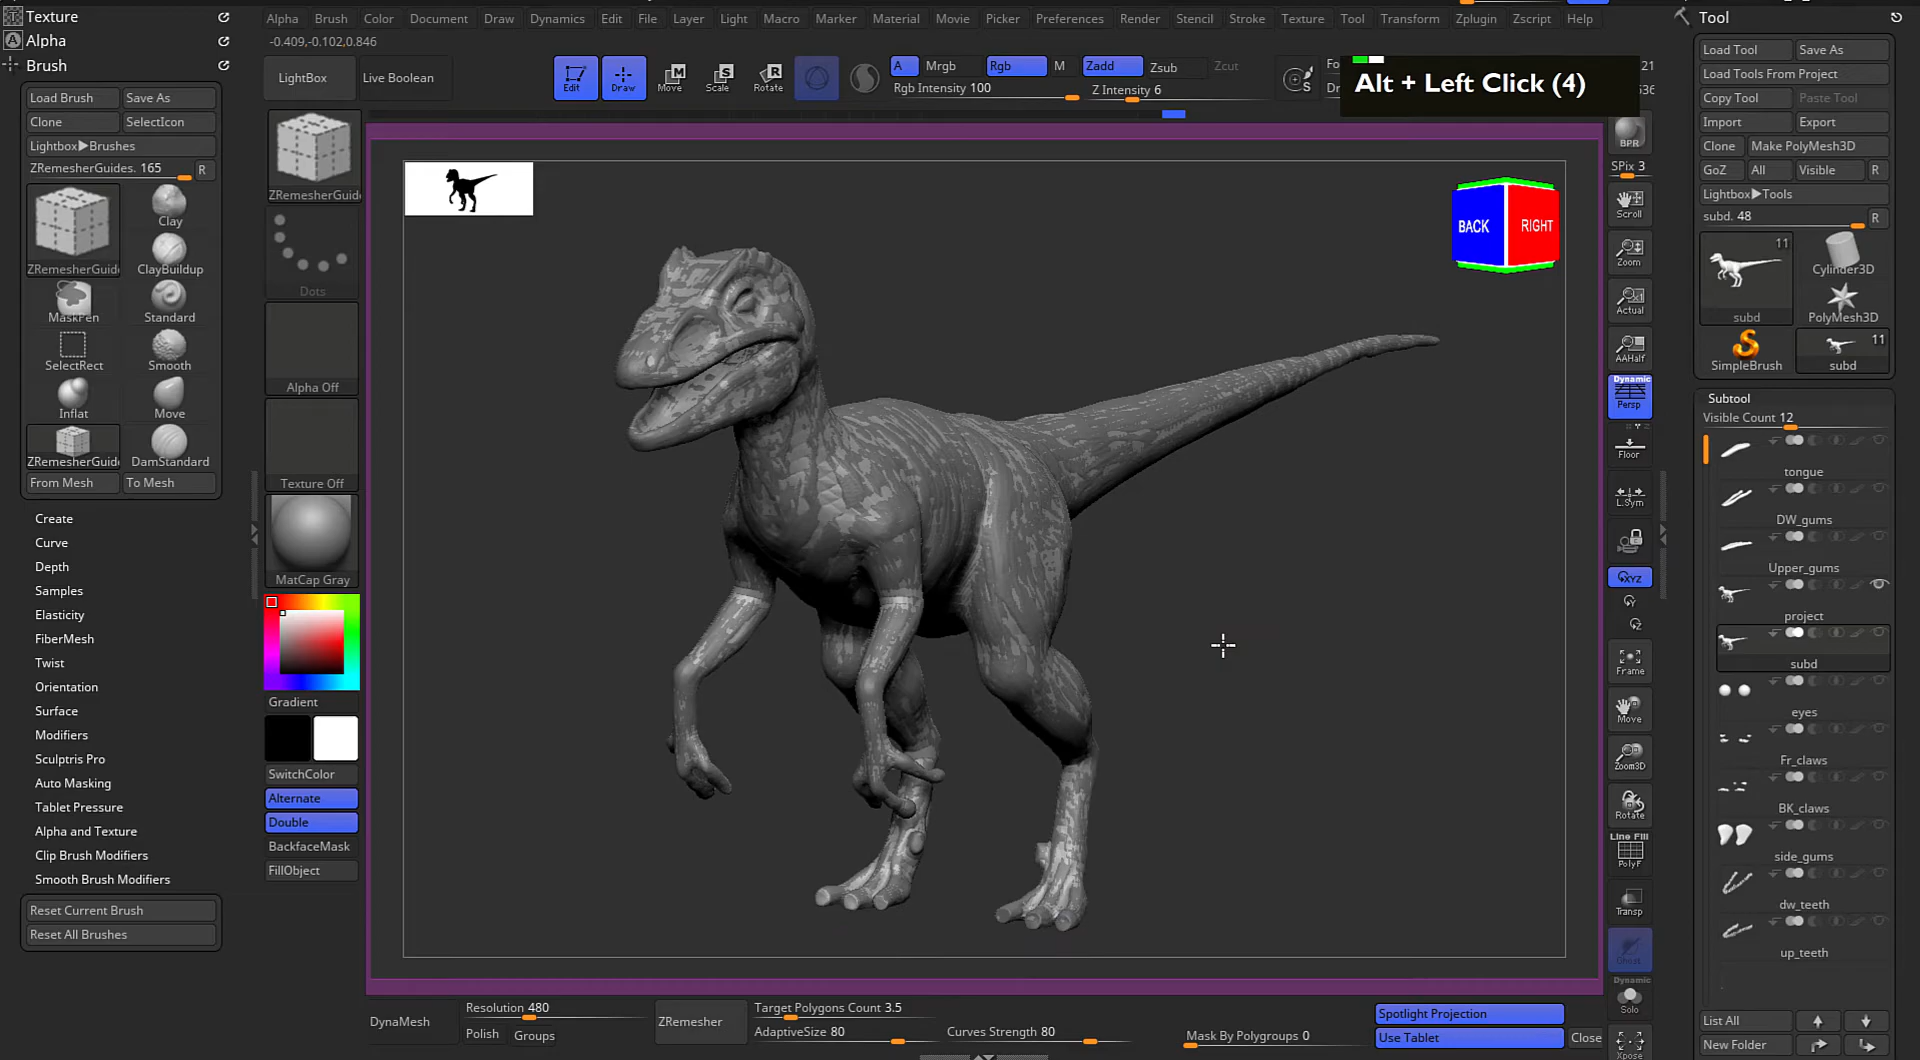 Texture
Alpha
Brush
Load Brush Save As
Clone SelectIcon
Lightbox▶Brushes
ZRemesherGuides. 165 R
ZRemesherGuid
Clay
ClayBuildup
MaskPen Standard
SelectRect Smooth
Inflat Move
ZRemesherGuid DamStandard
From Mesh To Mesh
Create
Curve
Depth
Samples
Elasticity
FiberMesh
Twist
Orientation
Surface
Modifiers
Sculptris Pro
Auto Masking
Tablet Pressure
Alpha and Texture
Clip Brush Modifiers
Smooth Brush Modifiers
Reset Current Brush
Reset All Brushes
Alpha Brush Color Document Draw Dynamics Edit File Layer Light Macro Marker Material Movie Picker Preferences Render Stencil Stroke Texture Tool Transform Zplugin Zscript Help
-0.409,-0.102,0.846
LightBox Live Boolean
Edit Draw Move Scale Rotate
A Mrgb Rgb M Zadd Zsub Zcut
Rgb Intensity 100 Z Intensity 6
S
Alt + Left Click (4)
ZRemesherGuid
Dots
Alpha Off
Texture Off
MatCap Gray
Gradient
SwitchColor
Alternate
Double
BackfaceMask
FillObject
BACK RIGHT
BPR
SPix 3
Scroll
Zoom
Actual
AAHalf
Dynamic
Persp
Floor
L.Sym
XYZ
Frame
Move
Zoom3D
Rotate
Line Fill
PolyF
Transp
Ghost
Dynamic
Solo
Xpose
Tool
Load Tool Save As
Load Tools From Project
Copy Tool Paste Tool
Import Export
Clone Make PolyMesh3D
GoZ All Visible R
Lightbox▶Tools
subd. 48 R
11
subd
Cylinder3D
PolyMesh3D
SimpleBrush
11
subd
Subtool
Visible Count 12
tongue
DW_gums
Upper_gums
project
subd
eyes
Fr_claws
BK_claws
side_gums
dw_teeth
up_teeth
List All
New Folder
DynaMesh
Resolution 480
Polish Groups
ZRemesher
Target Polygons Count 3.5
AdaptiveSize 80 Curves Strength 80
Mask By Polygroups 0
Spotlight Projection
Use Tablet
Close